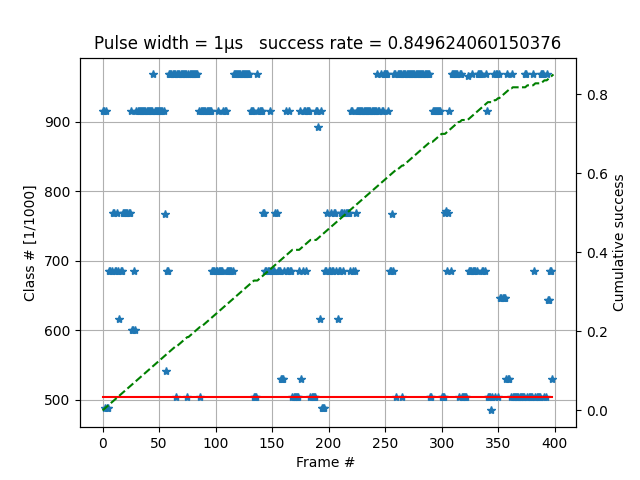 Pulse width = 1μs   success rate = 0.849624060150376
Class # [1/1000]
900
800
700
600
500
0.8
0.6
0.4
0.2
0.0
Cumulative success
0 50 100 150 200 250 300 350 400
Frame #